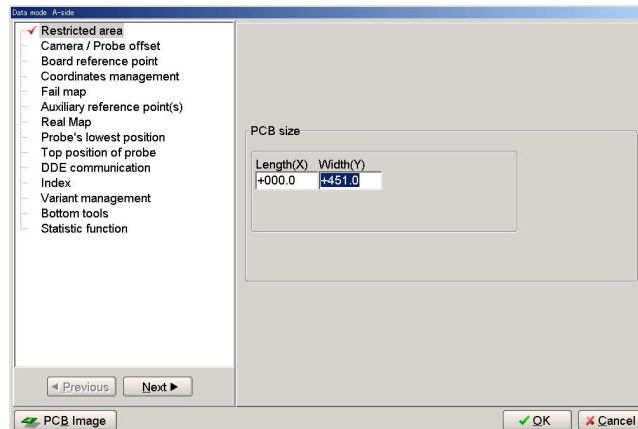 Data mode A-side
Restricted area
Camera / Probe offset
Board reference point
Coordinates management
Fail map
Auxiliary reference point(s)
Real Map
Probe's lowest position
Top position of probe
DDE communication
Index
Variant management
Bottom tools
Statistic function
PCB size
Length(X) Width(Y)
+000.0 +451.0
Previous Next
PCB Image OK Cancel